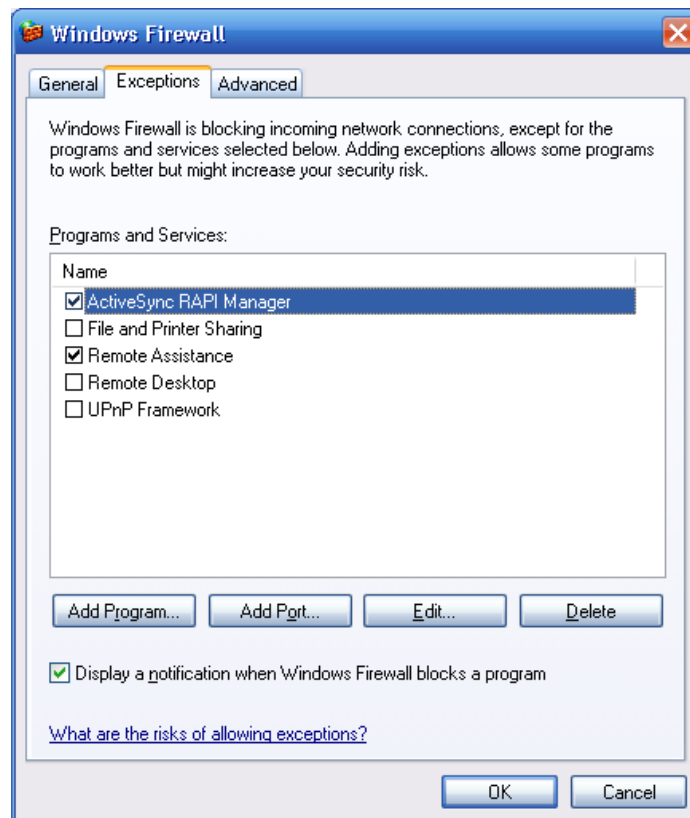 Windows Firewall
General Exceptions Advanced
Windows Firewall is blocking incoming network connections, except for the
programs and services selected below. Adding exceptions allows some programs
to work better but might increase your security risk.
Programs and Services:
Name
ActiveSync RAPI Manager
File and Printer Sharing
Remote Assistance
Remote Desktop
UPnP Framework
Add Program... Add Port... Edit... Delete
Display a notification when Windows Firewall blocks a program
What are the risks of allowing exceptions?
OK Cancel